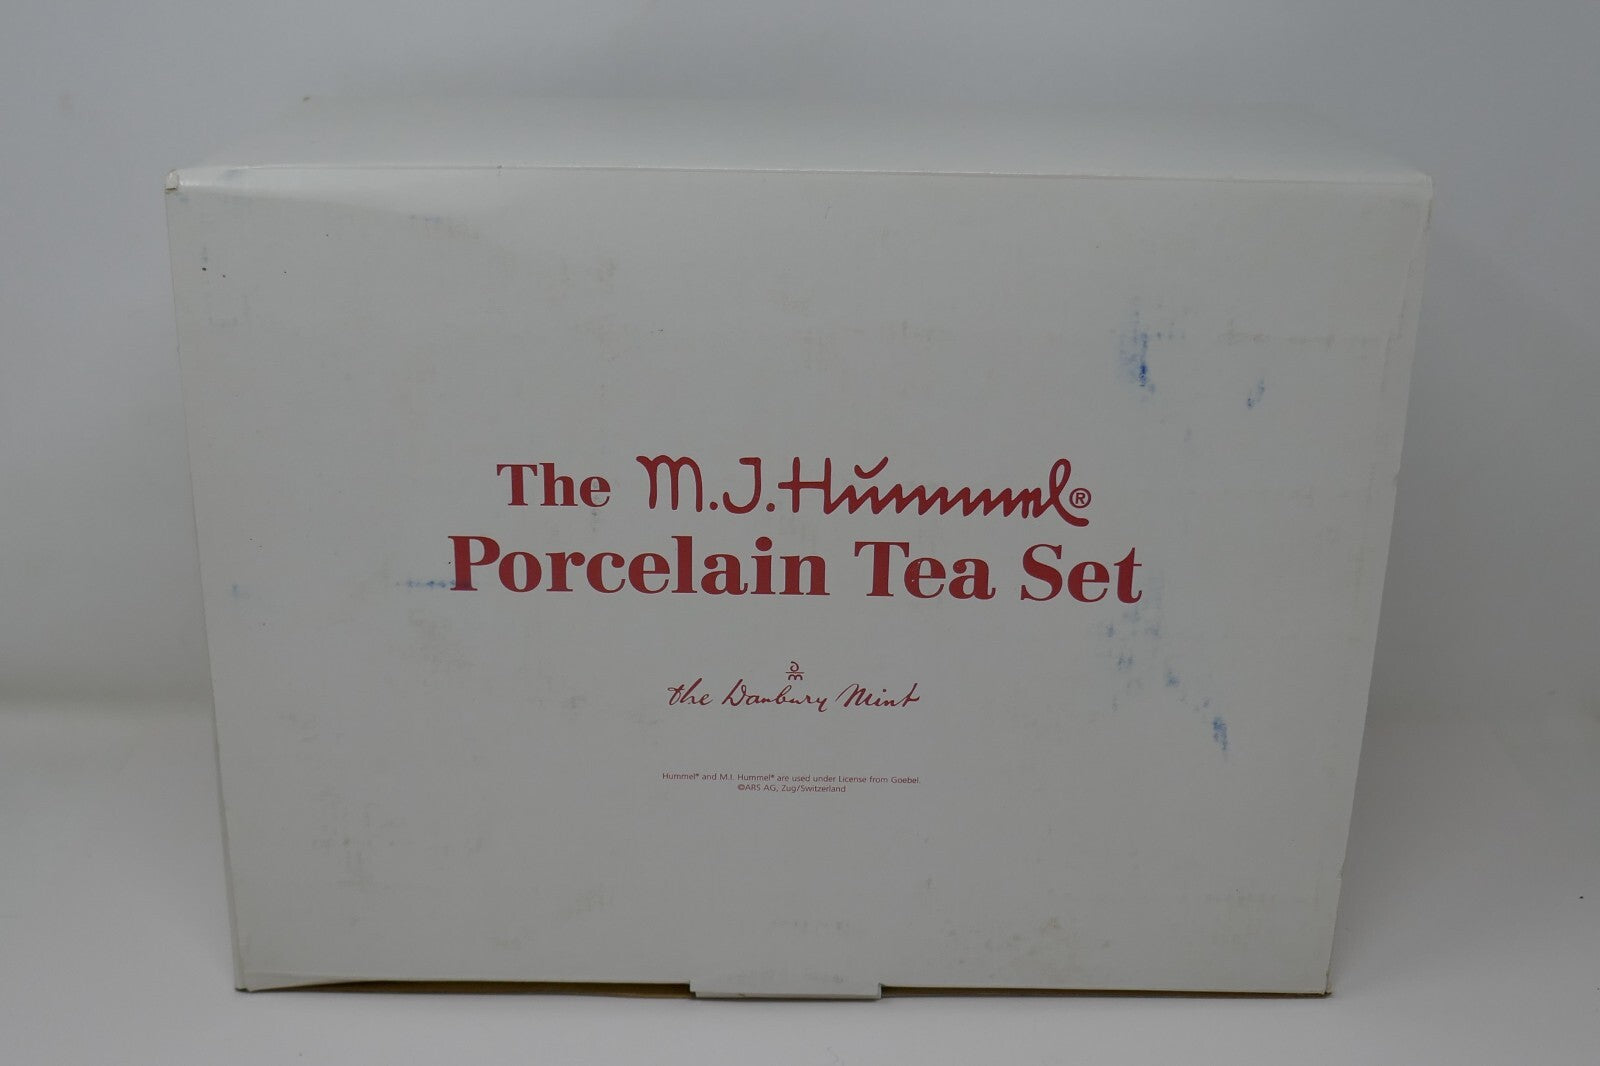 The M.J.Hummel®
Porcelain Tea Set
the Danbury Mint
Hummel® and M.I. Hummel® are used under License from Goebel.
©ARS AG, Zug/Switzerland